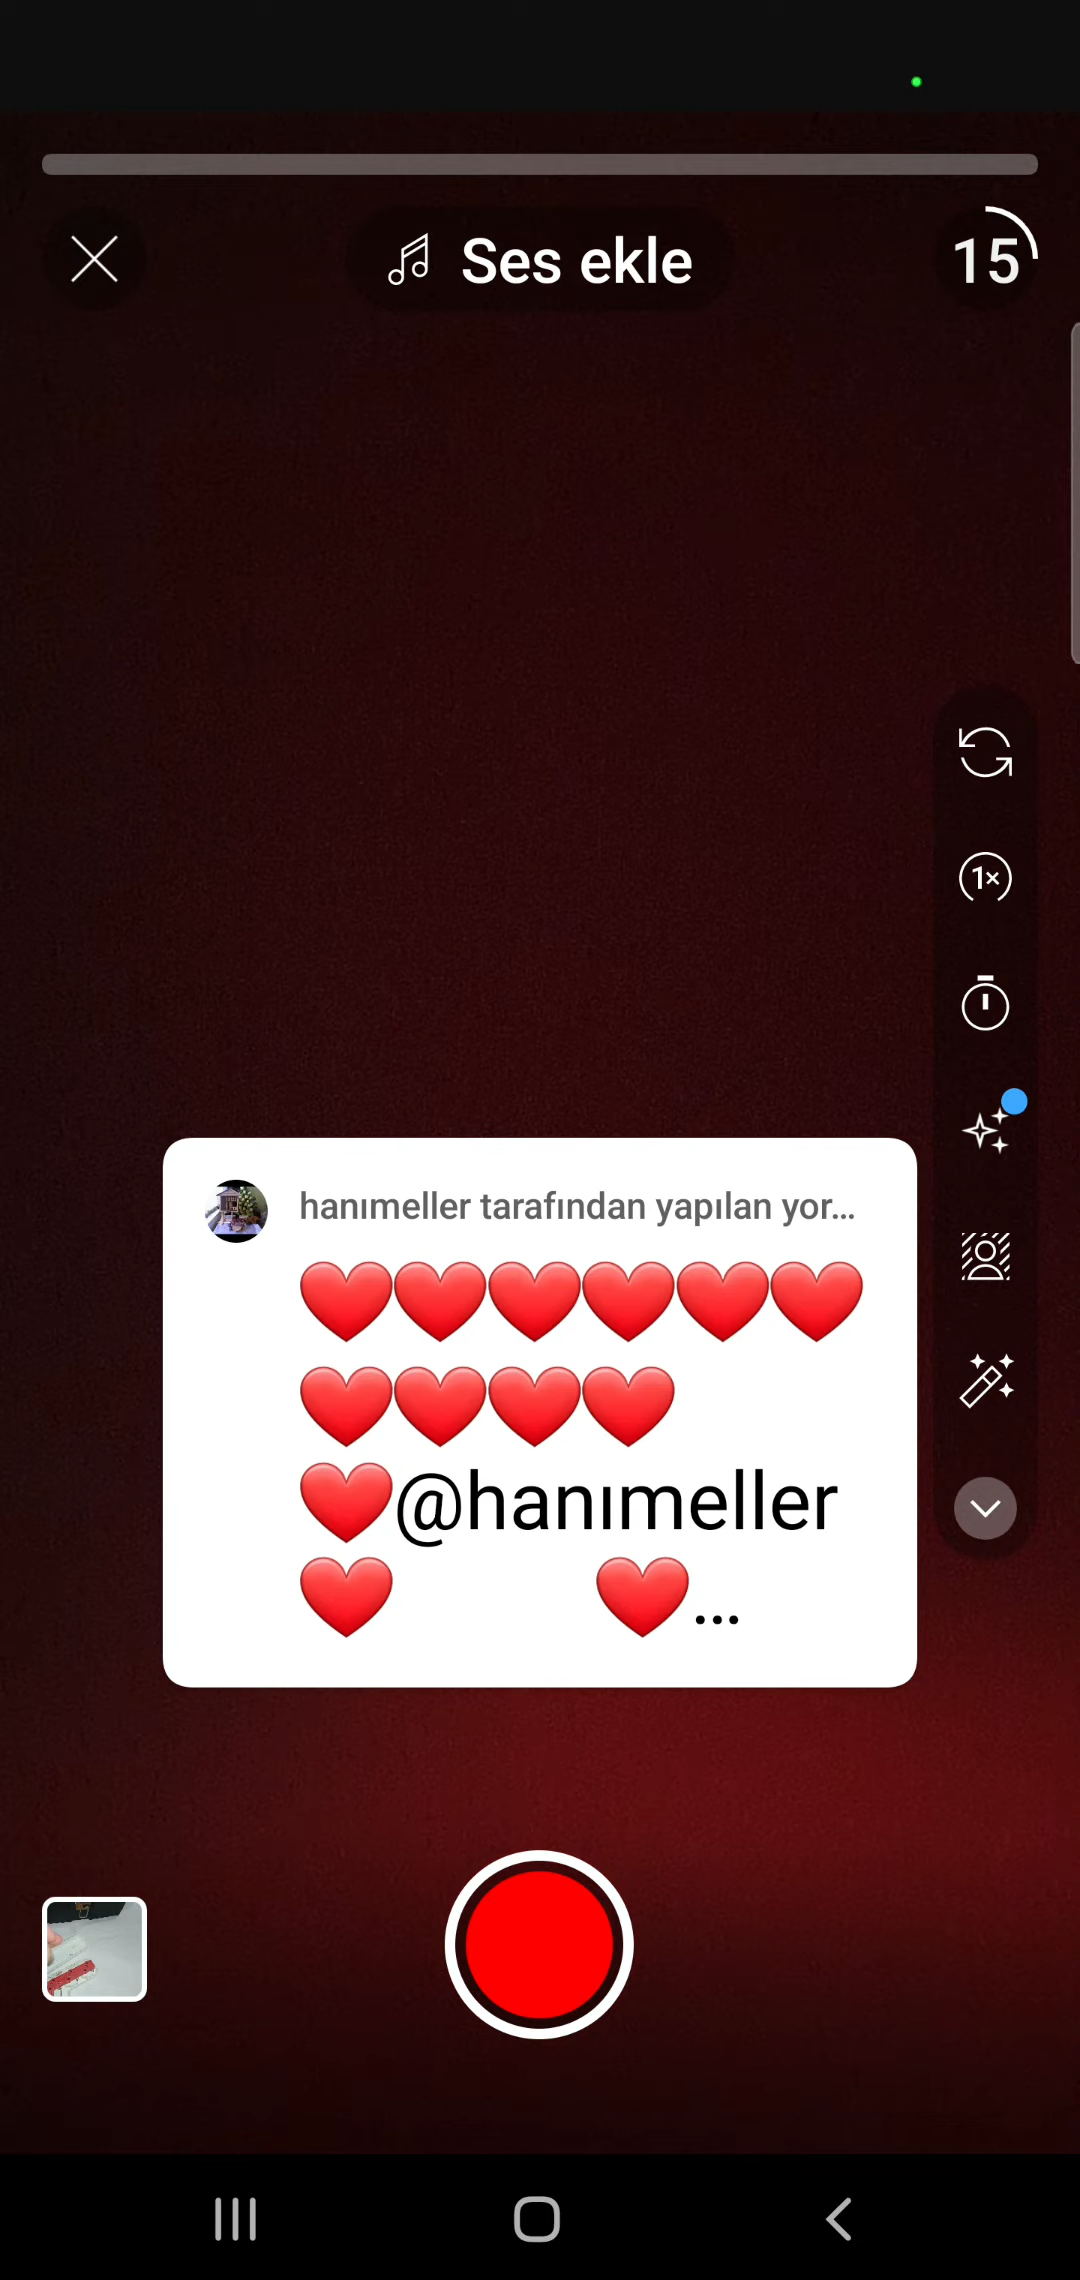 Ses ekle
15
1×
hanımeller tarafından yapılan yor...
❤️❤️❤️❤️❤️❤️
❤️❤️❤️❤️
❤️@hanımeller
❤️ ❤️...